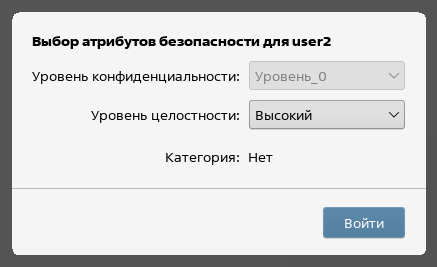 Выбор атрибутов безопасности для user2
Уровень конфиденциальности: Уровень_0
Уровень целостности: Высокий
Категория: Нет
Войти